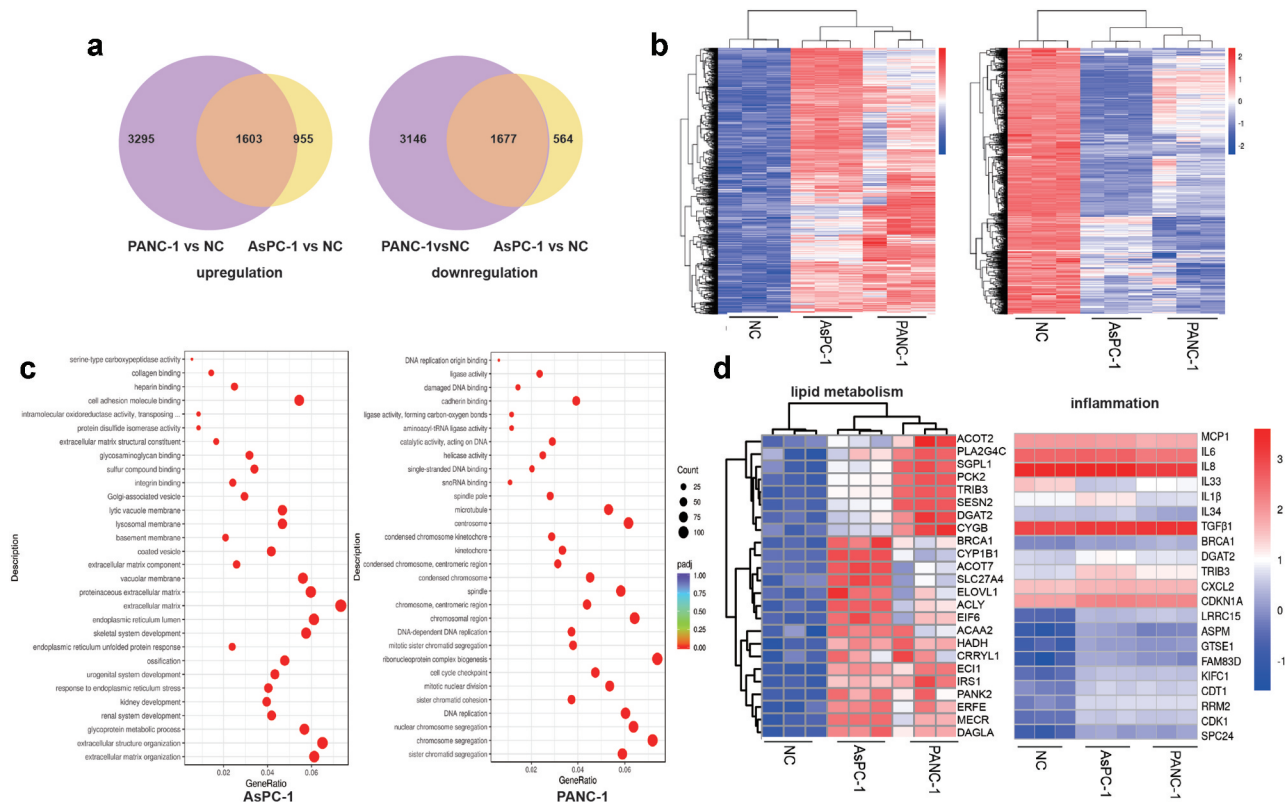 a
3295
1603
955
PANC-1 vs NC
AsPC-1 vs NC
upregulation
3146
1677
564
PANC-1vsNC
AsPC-1 vs NC
downregulation
b
NC
AsPC-1
PANC-1
2
1
0
-1
-2
NC
AsPC-1
PANC-1
c
Description
serine-type carboxypeptidase activity
collagen binding
heparin binding
cell adhesion molecule binding
intramolecular oxidoreductase activity, transposing ...
protein disulfide isomerase activity
extracellular matrix structural constituent
glycosaminoglycan binding
sulfur compound binding
integrin binding
Golgi-associated vesicle
lytic vacuole membrane
lysosomal membrane
basement membrane
coated vesicle
extracellular matrix component
vacuolar membrane
proteinaceous extracellular matrix
extracellular matrix
endoplasmic reticulum lumen
skeletal system development
endoplasmic reticulum unfolded protein response
ossification
urogenital system development
response to endoplasmic reticulum stress
kidney development
renal system development
glycoprotein metabolic process
extracellular structure organization
extracellular matrix organization
0.02
0.04
0.06
GeneRatio
AsPC-1
Description
DNA replication origin binding
ligase activity
damaged DNA binding
cadherin binding
ligase activity, forming carbon-oxygen bonds
aminoacyl-tRNA ligase activity
catalytic activity, acting on DNA
helicase activity
single-stranded DNA binding
snoRNA binding
spindle pole
microtubule
centrosome
condensed chromosome kinetochore
kinetochore
condensed chromosome, centromeric region
condensed chromosome
spindle
chromosome, centromeric region
chromosomal region
DNA-dependent DNA replication
mitotic sister chromatid segregation
ribonucleoprotein complex biogenesis
cell cycle checkpoint
mitotic nuclear division
sister chromatid cohesion
DNA replication
nuclear chromosome segregation
chromosome segregation
sister chromatid segregation
0.02
0.04
0.06
GeneRatio
PANC-1
Count
25
50
75
100
padj
1.00
0.75
0.50
0.25
0.00
d
lipid metabolism
ACOT2
PLA2G4C
SGPL1
PCK2
TRIB3
SESN2
DGAT2
CYGB
BRCA1
CYP1B1
ACOT7
SLC27A4
ELOVL1
ACLY
EIF6
ACAA2
HADH
CRRYL1
ECI1
IRS1
PANK2
ERFE
MECR
DAGLA
NC
AsPC-1
PANC-1
inflammation
MCP1
IL6
IL8
IL33
IL1β
IL34
TGFβ1
BRCA1
DGAT2
TRIB3
CXCL2
CDKN1A
LRRC15
ASPM
GTSE1
FAM83D
KIFC1
CDT1
RRM2
CDK1
SPC24
NC
AsPC-1
PANC-1
3
2
1
0
-1